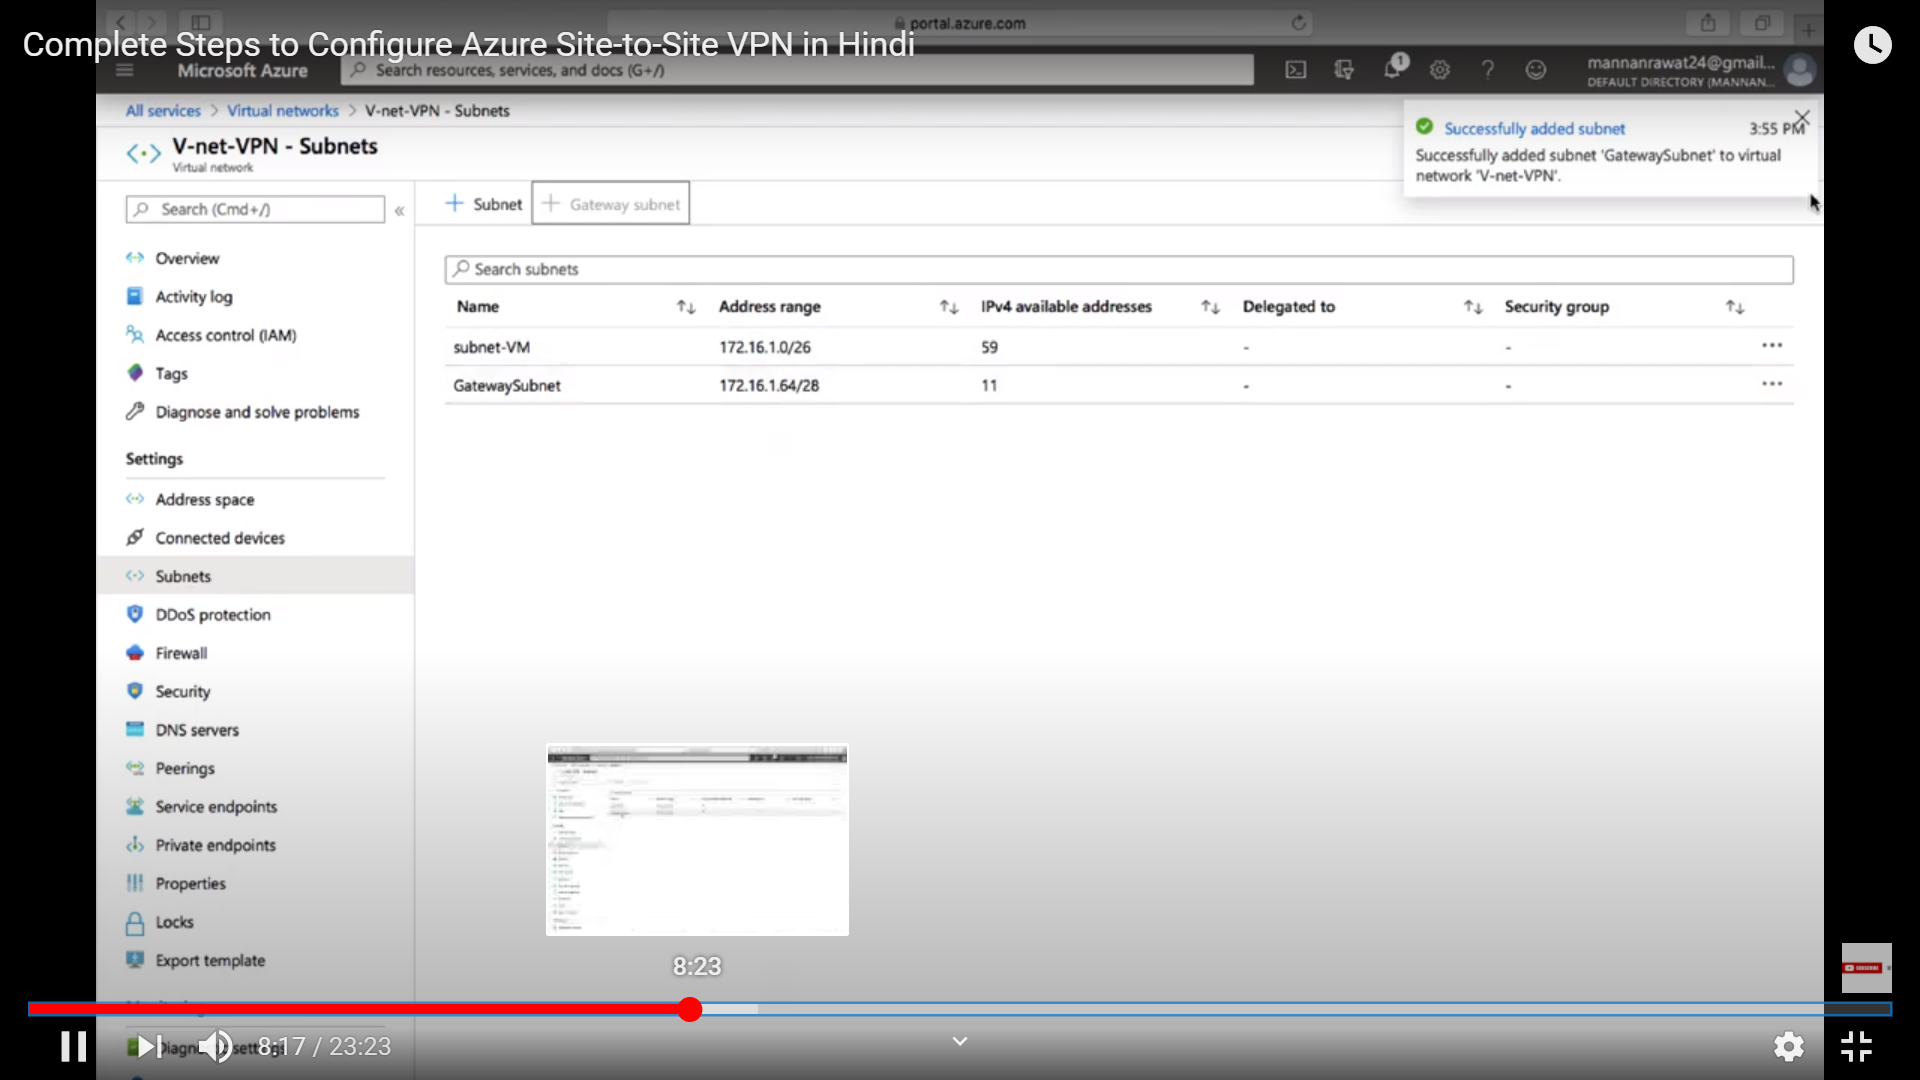 portal.azure.com
Complete Steps to Configure Azure Site-to-Site VPN in Hindi
Microsoft Azure
Search resources, services, and docs (G+/)
1
mannanrawat24@gmail...
DEFAULT DIRECTORY (MANNAN...
All services > Virtual networks > V-net-VPN - Subnets
V-net-VPN - Subnets
Virtual network
Successfully added subnet
3:55 PM
Successfully added subnet 'GatewaySubnet' to virtual
network 'V-net-VPN'.
Search (Cmd+/)
«
+ Subnet
+ Gateway subnet
Overview
Activity log
Access control (IAM)
Tags
Diagnose and solve problems
Settings
Address space
Connected devices
Subnets
DDoS protection
Firewall
Security
DNS servers
Peerings
Service endpoints
Private endpoints
Properties
Locks
Export template
Search subnets
Name Address range IPv4 available addresses Delegated to Security group
subnet-VM 172.16.1.0/26 59 - - ...
GatewaySubnet 172.16.1.64/28 11 - - ...
8:23
SUBSCRIBE
8:17 / 23:23